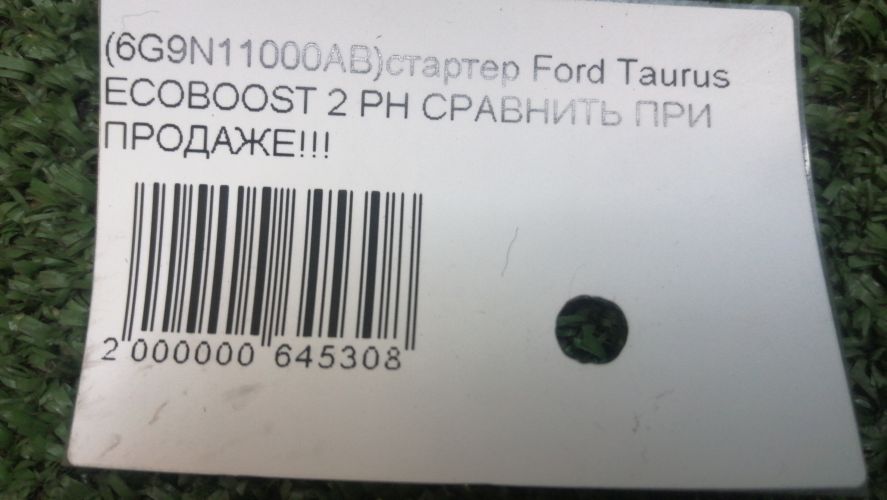 (6G9N11000AB)стартер Ford Taurus
ECOBOOST 2 PH СРАВНИТЬ ПРИ
ПРОДАЖЕ!!!
2 000000 645308